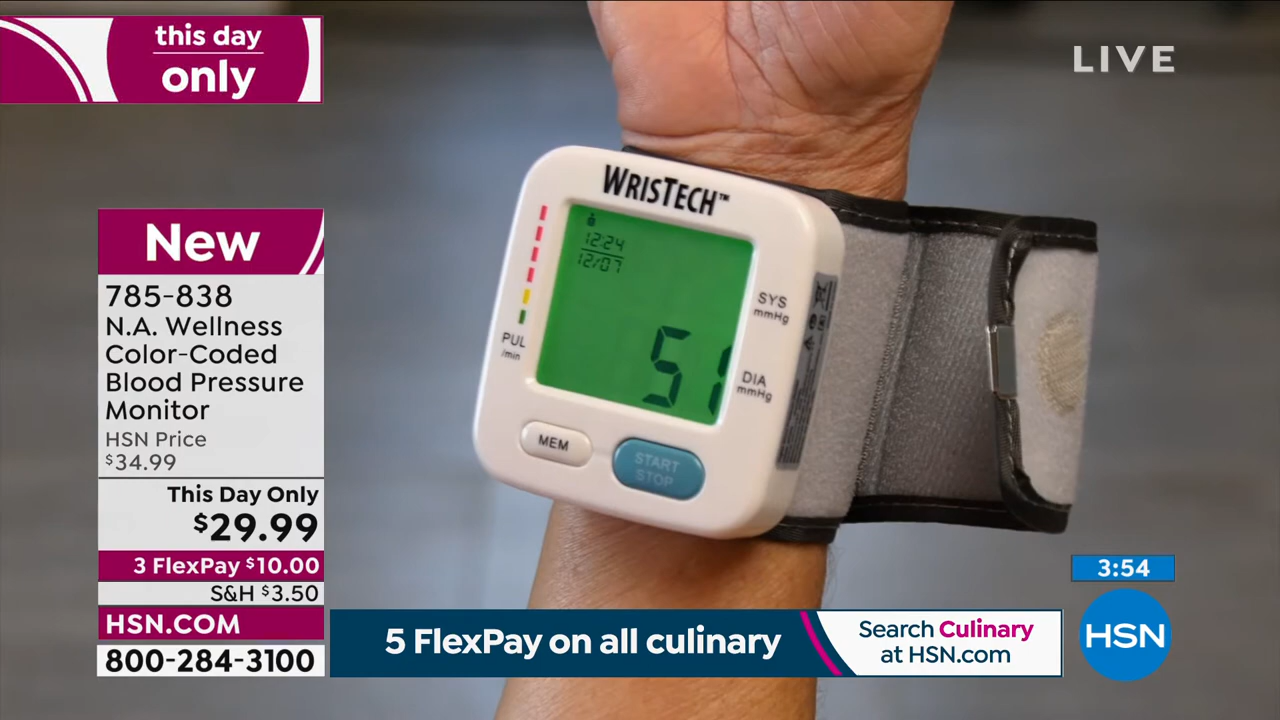 this day
only
LIVE
New
785-838
N.A. Wellness
Color-Coded
Blood Pressure
Monitor
HSN Price
$34.99
This Day Only
$29.99
3 FlexPay $10.00
S&H $3.50
HSN.COM
800-284-3100
WRISTECH™
12:24
12/07
51
SYS
mmHg
DIA
mmHg
PUL
/min
MEM
START
STOP
5 FlexPay on all culinary
Search Culinary
at HSN.com
3:54
HSN